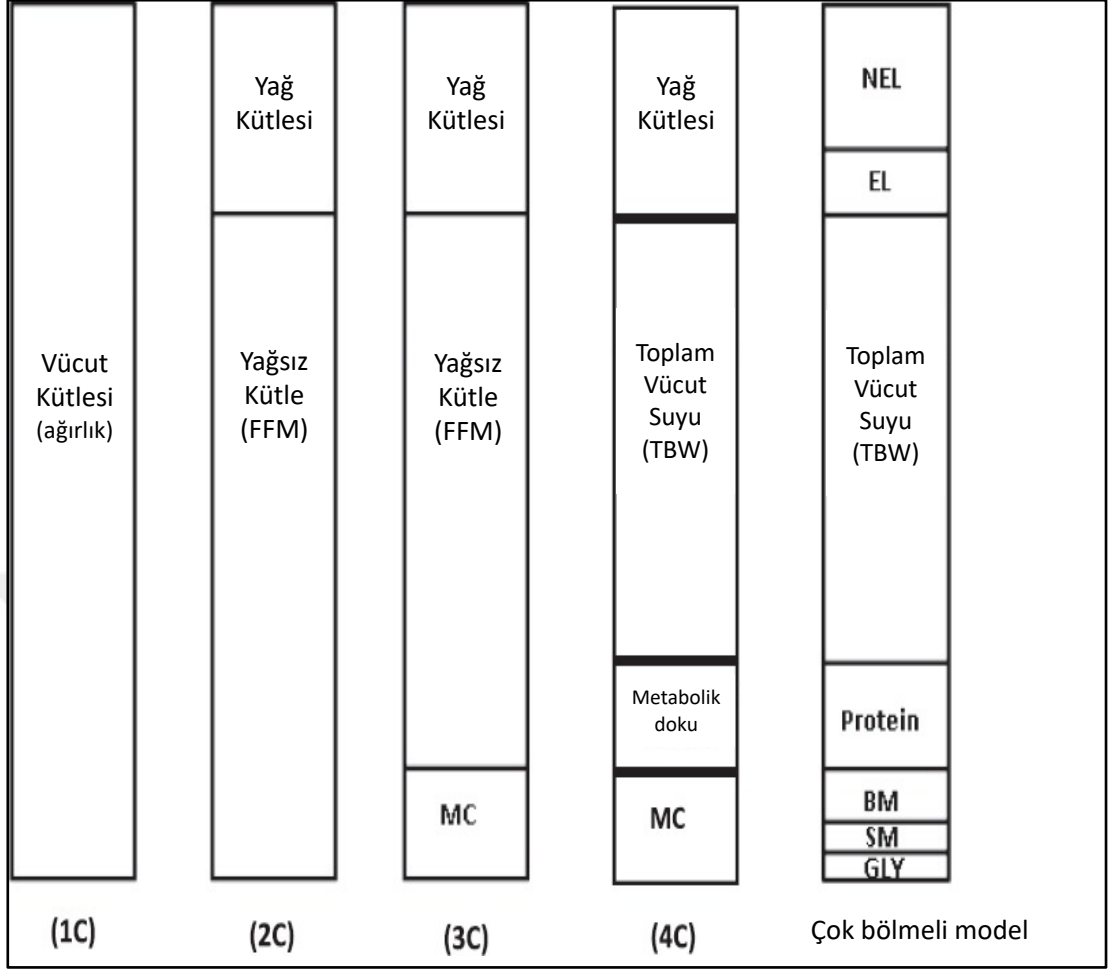 Vücut
Kütlesi
(ağırlık)
(1C)
Yağ
Kütlesi
Yağsız
Kütle
(FFM)
(2C)
Yağ
Kütlesi
Yağsız
Kütle
(FFM)
MC
(3C)
Yağ
Kütlesi
Toplam
Vücut
Suyu
(TBW)
Metabolik
doku
MC
(4C)
NEL
EL
Toplam
Vücut
Suyu
(TBW)
Protein
BM
SM
GLY
Çok bölmeli model